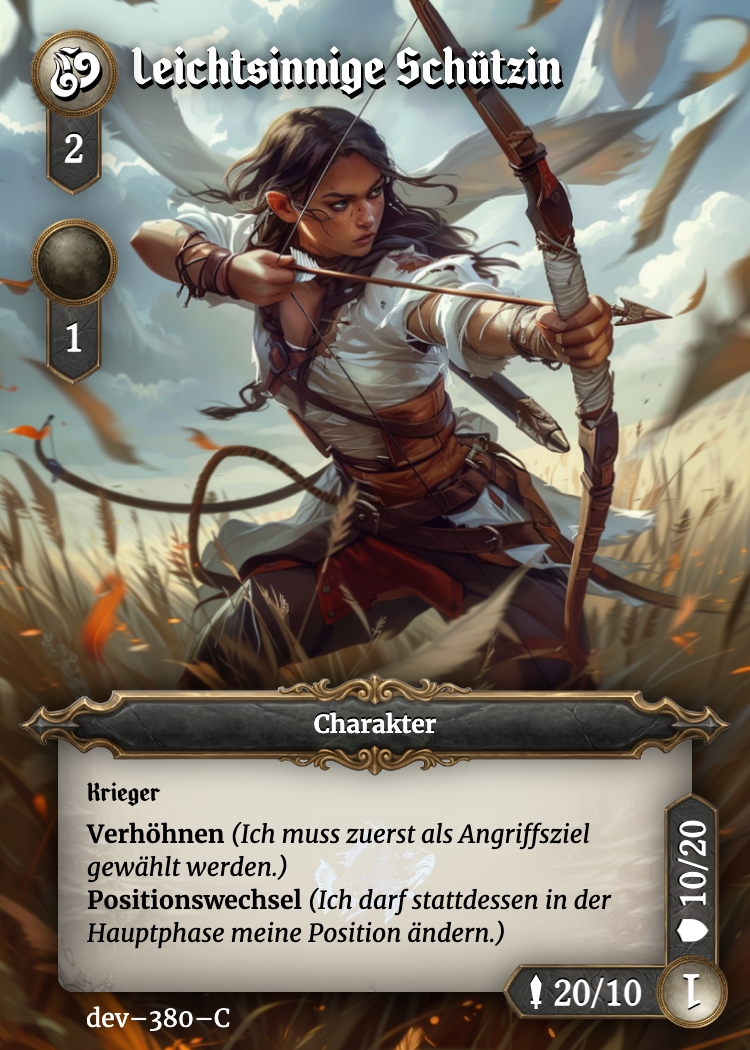 Leichtsinnige Schützin
2
1
Charakter
Krieger
Verhöhnen (Ich muss zuerst als Angriffsziel
gewählt werden.)
Positionswechsel (Ich darf stattdessen in der
Hauptphase meine Position ändern.)
10/20
20/10
1
dev–380–C